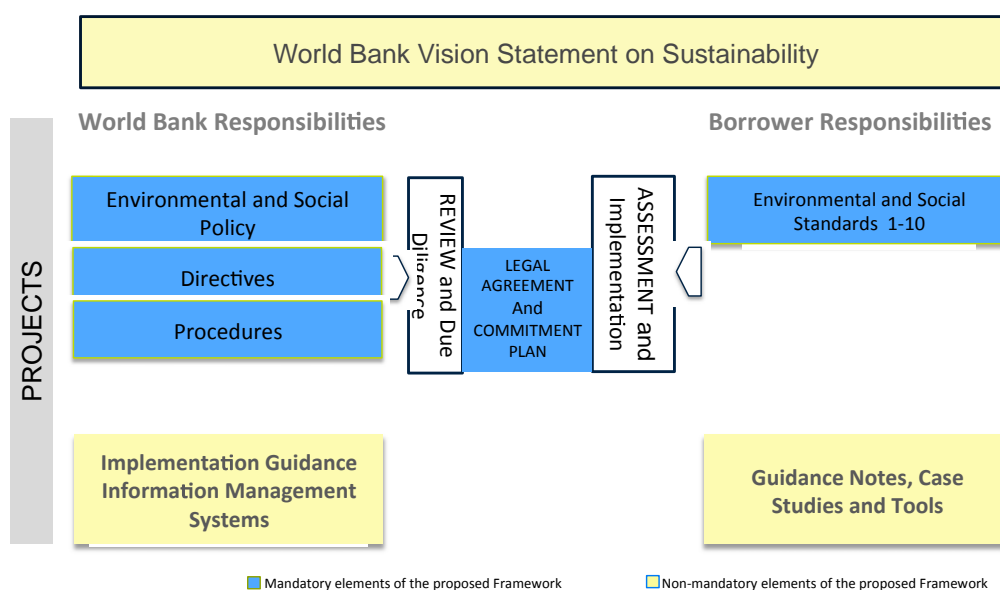 World Bank Vision Statement on Sustainability
World Bank Responsibilities
Borrower Responsibilities
PROJECTS
Environmental and Social
Policy
Directives
Procedures
REVIEW and Due
Diligence
LEGAL
AGREEMENT
And
COMMITMENT
PLAN
ASSESSMENT and
Implementation
Environmental and Social
Standards 1-10
Implementation Guidance
Information Management
Systems
Guidance Notes, Case
Studies and Tools
Mandatory elements of the proposed Framework
Non-mandatory elements of the proposed Framework